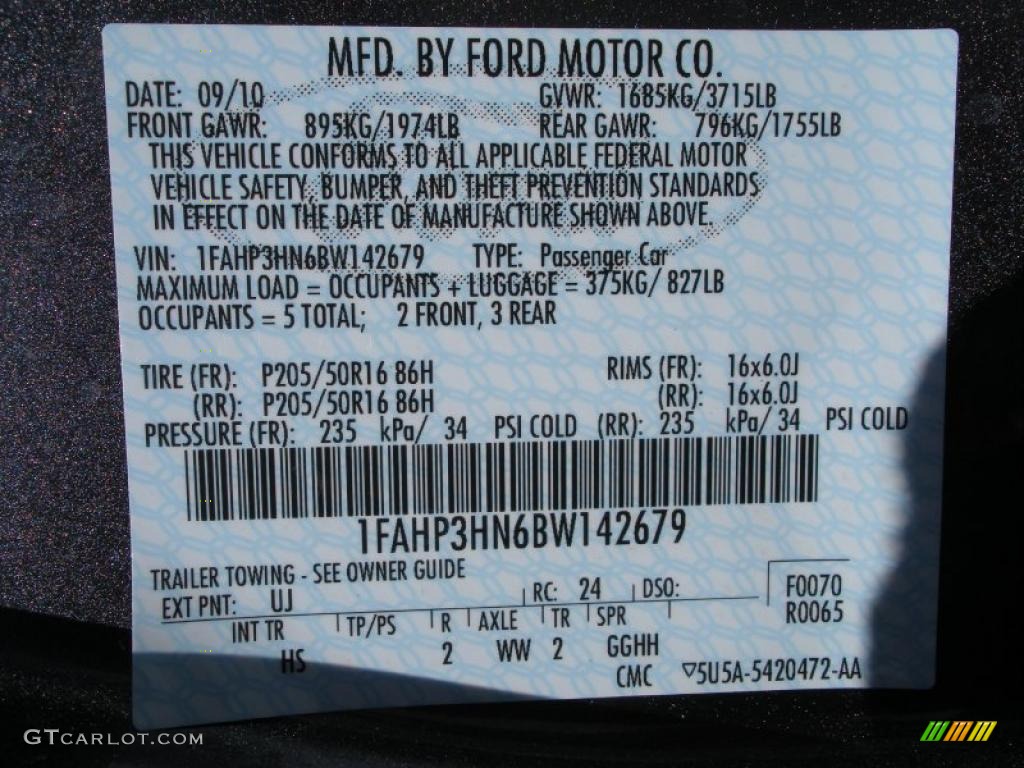 MFD. BY FORD MOTOR CO.
DATE: 09/10 GVWR: 1685KG/3715LB
FRONT GAWR: 895KG/1974LB REAR GAWR: 796KG/1755LB
THIS VEHICLE CONFORMS TO ALL APPLICABLE FEDERAL MOTOR
VEHICLE SAFETY, BUMPER, AND THEFT PREVENTION STANDARDS
IN EFFECT ON THE DATE OF MANUFACTURE SHOWN ABOVE.
VIN: 1FAHP3HN6BW142679 TYPE: Passenger Car
MAXIMUM LOAD = OCCUPANTS + LUGGAGE = 375KG/ 827LB
OCCUPANTS = 5 TOTAL; 2 FRONT, 3 REAR
TIRE (FR): P205/50R16 86H RIMS (FR): 16x6.0J
(RR): P205/50R16 86H (RR): 16x6.0J
PRESSURE (FR): 235 kPa/ 34 PSI COLD (RR): 235 kPa/ 34 PSI COLD
1FAHP3HN6BW142679
TRAILER TOWING - SEE OWNER GUIDE
EXT PNT: UJ RC: 24 DSO: F0070
R0065
INT TR TP/PS R AXLE TR SPR
HS 2 WW 2 GGHH
CMC ▽5U5A-5420472-AA
GTCARLOT.COM